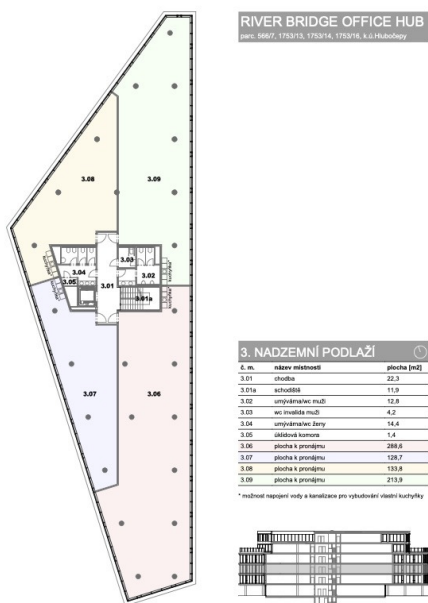 RIVER BRIDGE OFFICE HUB
parc. 566/7, 1753/13, 1753/14, 1753/16, k.ú.Hlubočepy
3.08
3.09
kuchyňka*
kuchyňka*
3.04
3.03
3.02
3.05
3.01
kuchyňka*
3.01a
kuchyňka*
3.07
3.06
3. NADZEMNÍ PODLAŽÍ
č. m. název místnosti plocha [m2]
3.01 chodba 22,3
3.01a schodiště 11,9
3.02 umývárna/wc muži 12,8
3.03 wc invalida muži 4,2
3.04 umývárna/wc ženy 14,4
3.05 úklidová komora 1,4
3.06 plocha k pronájmu 288,6
3.07 plocha k pronájmu 128,7
3.08 plocha k pronájmu 133,8
3.09 plocha k pronájmu 213,9
* možnost napojení vody a kanalizace pro vybudování vlastní kuchyňky